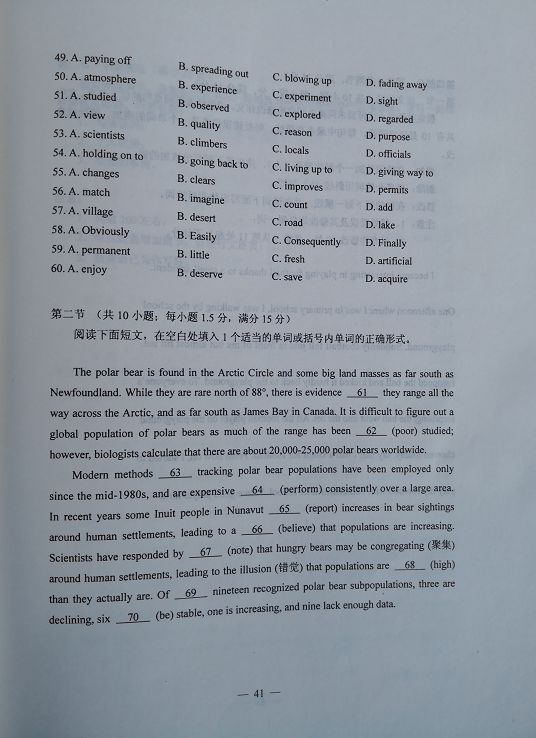 49. A. paying off B. spreading out C. blowing up D. fading away
50. A. atmosphere B. experience C. experiment D. sight
51. A. studied B. observed C. explored D. regarded
52. A. view B. quality C. reason D. purpose
53. A. scientists B. climbers C. locals D. officials
54. A. holding on to B. going back to C. living up to D. giving way to
55. A. changes B. clears C. improves D. permits
56. A. match B. imagine C. count D. add
57. A. village B. desert C. road D. lake
58. A. Obviously B. Easily C. Consequently D. Finally
59. A. permanent B. little C. fresh D. artificial
60. A. enjoy B. deserve C. save D. acquire
第二节 (共 10 小题; 每小题 1.5 分, 满分 15 分)
阅读下面短文, 在空白处填入 1 个适当的单词或括号内单词的正确形式。
The polar bear is found in the Arctic Circle and some big land masses as far south as
Newfoundland. While they are rare north of 88°, there is evidence 61 they range all the
way across the Arctic, and as far south as James Bay in Canada. It is difficult to figure out a
global population of polar bears as much of the range has been 62 (poor) studied;
however, biologists calculate that there are about 20,000-25,000 polar bears worldwide.
Modern methods 63 tracking polar bear populations have been employed only
since the mid-1980s, and are expensive 64 (perform) consistently over a large area.
In recent years some Inuit people in Nunavut 65 (report) increases in bear sightings
around human settlements, leading to a 66 (believe) that populations are increasing.
Scientists have responded by 67 (note) that hungry bears may be congregating (聚集)
around human settlements, leading to the illusion (错觉) that populations are 68 (high)
than they actually are. Of 69 nineteen recognized polar bear subpopulations, three are
declining, six 70 (be) stable, one is increasing, and nine lack enough data.
— 41 —